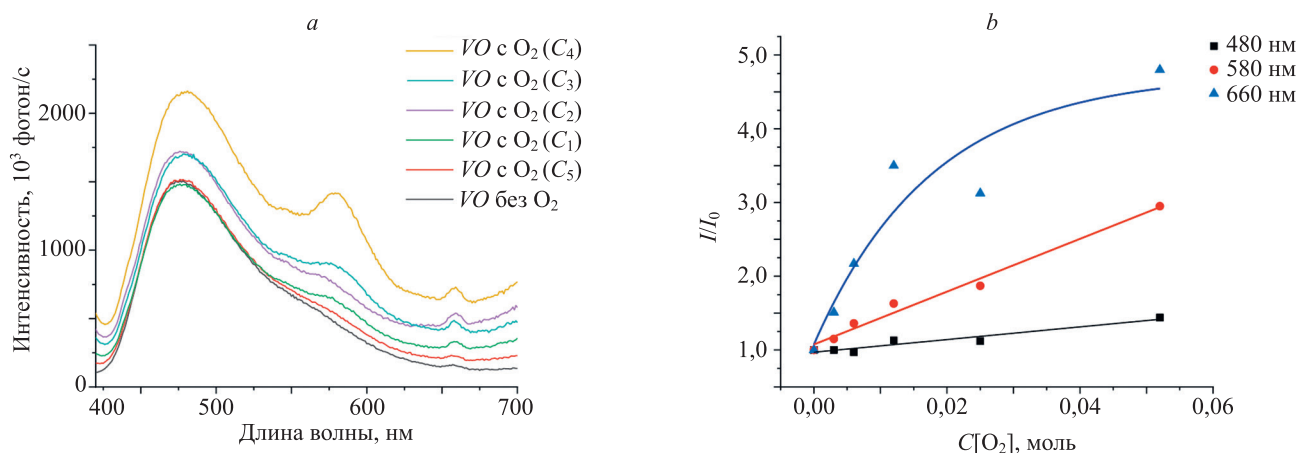 a
Интенсивность, 10³ фотон/с
2000
1000
0
400
500
600
700
Длина волны, нм
VO с O₂ (C₄)
VO с O₂ (C₃)
VO с O₂ (C₂)
VO с O₂ (C₁)
VO с O₂ (C₅)
VO без O₂
b
I/I₀
5,0
4,0
3,0
2,0
1,0
0,00
0,02
0,04
0,06
C[O₂], моль
480 нм
580 нм
660 нм